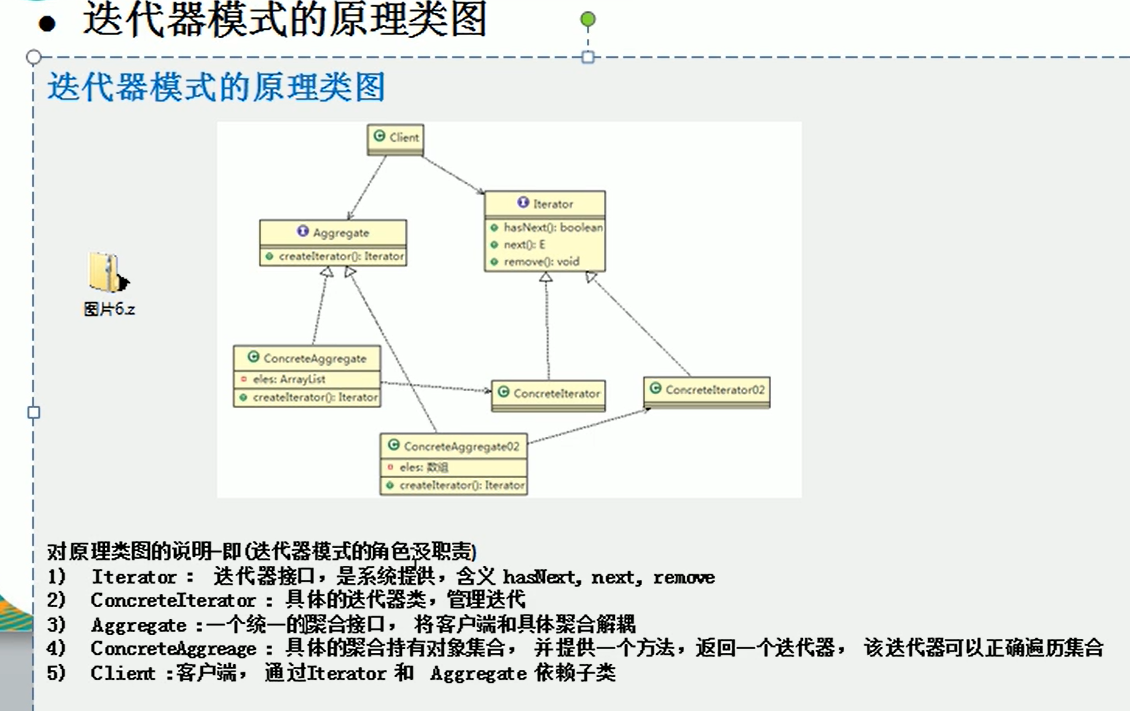 ● 迭代器模式的原理类图
迭代器模式的原理类图
Client
Iterator
hasNext(): boolean
next(): E
remove(): void
Aggregate
createIterator(): Iterator
图片6.z
ConcreteAggregate
eles: ArrayList
createIterator(): Iterator
ConcreteIterator
ConcreteIterator02
ConcreteAggregate02
eles: 数组
createIterator(): Iterator
对原理类图的说明-即(迭代器模式的角色及职责)
1) Iterator : 迭代器接口，是系统提供，含义 hasNext, next, remove
2) ConcreteIterator : 具体的迭代器类，管理迭代
3) Aggregate :一个统一的聚合接口， 将客户端和具体聚合解耦
4) ConcreteAggreage : 具体的聚合持有对象集合， 并提供一个方法，返回一个迭代器， 该迭代器可以正确遍历集合
5) Client :客户端， 通过Iterator 和 Aggregate 依赖子类